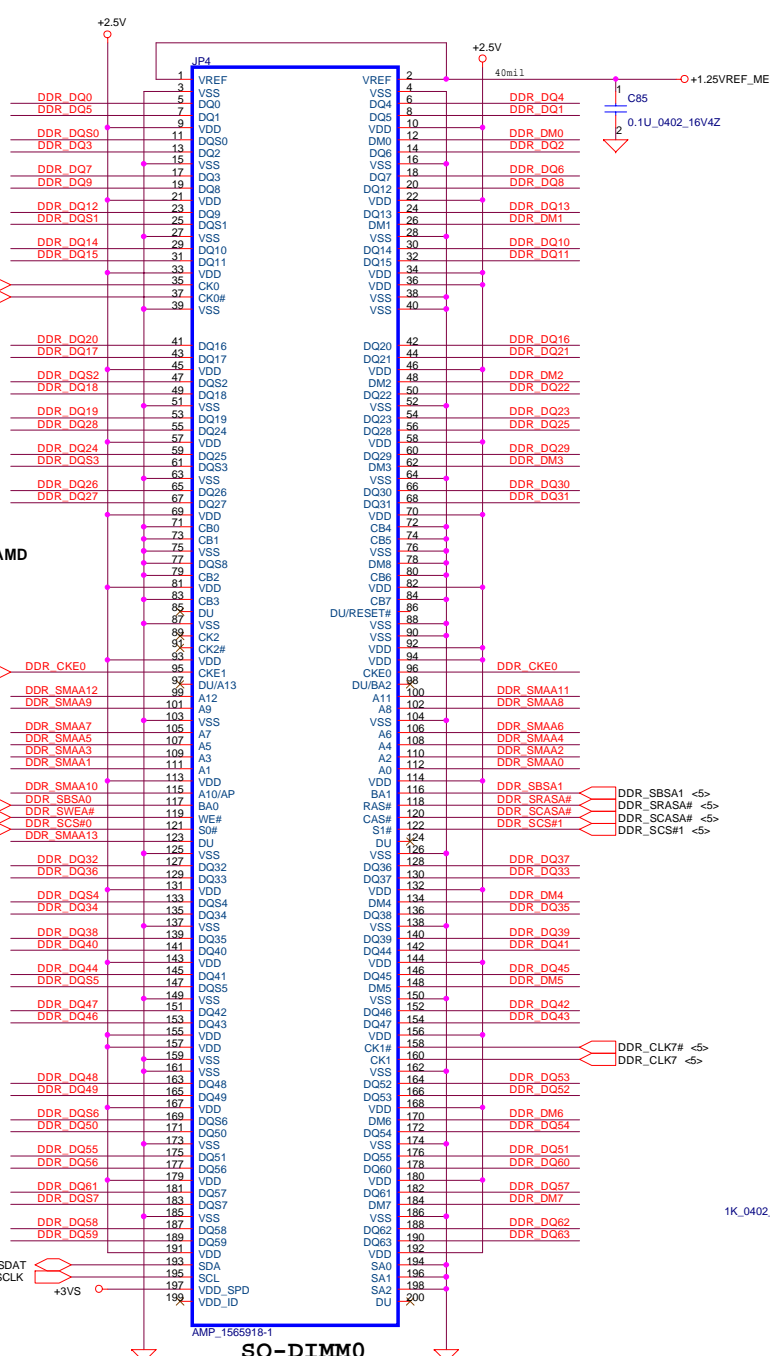 +2.5V
JP4
+2.5V
1 VREF VREF 2 40mil +1.25VREF_ME
3 VSS VSS 4 1 C85
DDR_DQ0 5 DQ0 DQ4 6 DDR_DQ4
DDR_DQ5 7 DQ1 DQ5 8 DDR_DQ1
9 VDD VDD 10 0.1U_0402_16V4Z
DDR_DQS0 11 DQS0 DM0 12 DDR_DM0 2
DDR_DQ3 13 DQ2 DQ6 14 DDR_DQ2
15 VSS VSS 16
DDR_DQ7 17 DQ3 DQ7 18 DDR_DQ6
DDR_DQ9 19 DQ8 DQ12 20 DDR_DQ8
21 VDD VDD 22
DDR_DQ12 23 DQ9 DQ13 24 DDR_DQ13
DDR_DQS1 25 DQS1 DM1 26 DDR_DM1
27 VSS VSS 28
DDR_DQ14 29 DQ10 DQ14 30 DDR_DQ10
DDR_DQ15 31 DQ11 DQ15 32 DDR_DQ11
33 VDD VDD 34
35 CK0 VDD 36
37 CK0# VSS 38
39 VSS VSS 40
DDR_DQ20 41 DQ16 DQ20 42 DDR_DQ16
DDR_DQ17 43 DQ17 DQ21 44 DDR_DQ21
45 VDD VDD 46
DDR_DQS2 47 DQS2 DM2 48 DDR_DM2
DDR_DQ18 49 DQ18 DQ22 50 DDR_DQ22
51 VSS VSS 52
DDR_DQ19 53 DQ19 DQ23 54 DDR_DQ23
DDR_DQ28 55 DQ24 DQ28 56 DDR_DQ25
57 VDD VDD 58
DDR_DQ24 59 DQ25 DQ29 60 DDR_DQ29
DDR_DQS3 61 DQS3 DM3 62 DDR_DM3
63 VSS VSS 64
DDR_DQ26 65 DQ26 DQ30 66 DDR_DQ30
DDR_DQ27 67 DQ27 DQ31 68 DDR_DQ31
69 VDD VDD 70
71 CB0 CB4 72
73 CB1 CB5 74
AMD 75 VSS VSS 76
77 DQS8 DM8 78
79 CB2 CB6 80
81 VDD VDD 82
83 CB3 CB7 84
85 DU DU/RESET# 86
87 VSS VSS 88
89 CK2 VSS 90
91 CK2# VDD 92
93 VDD VDD 94
DDR_CKE0 95 CKE1 CKE0 96 DDR_CKE0
97 DU/A13 DU/BA2 98
DDR_SMAA12 99 A12 A11 100 DDR_SMAA11
DDR_SMAA9 101 A9 A8 102 DDR_SMAA8
103 VSS VSS 104
DDR_SMAA7 105 A7 A6 106 DDR_SMAA6
DDR_SMAA5 107 A5 A4 108 DDR_SMAA4
DDR_SMAA3 109 A3 A2 110 DDR_SMAA2
DDR_SMAA1 111 A1 A0 112 DDR_SMAA0
113 VDD VDD 114
DDR_SMAA10 115 A10/AP BA1 116 DDR_SBSA1 DDR_SBSA1 <5>
DDR_SBSA0 117 BA0 RAS# 118 DDR_SRASA# DDR_SRASA# <5>
DDR_SWEA# 119 WE# CAS# 120 DDR_SCASA# DDR_SCASA# <5>
DDR_SCS#0 121 S0# S1# 122 DDR_SCS#1 DDR_SCS#1 <5>
DDR_SMAA13 123 DU DU 124
125 VSS VSS 126
DDR_DQ32 127 DQ32 DQ36 128 DDR_DQ37
DDR_DQ36 129 DQ33 DQ37 130 DDR_DQ33
131 VDD VDD 132
DDR_DQS4 133 DQS4 DM4 134 DDR_DM4
DDR_DQ34 135 DQ34 DQ38 136 DDR_DQ35
137 VSS VSS 138
DDR_DQ38 139 DQ35 DQ39 140 DDR_DQ39
DDR_DQ40 141 DQ40 DQ44 142 DDR_DQ41
143 VDD VDD 144
DDR_DQ44 145 DQ41 DQ45 146 DDR_DQ45
DDR_DQS5 147 DQS5 DM5 148 DDR_DM5
149 VSS VSS 150
DDR_DQ47 151 DQ42 DQ46 152 DDR_DQ42
DDR_DQ46 153 DQ43 DQ47 154 DDR_DQ43
155 VDD VDD 156
157 VDD CK1# 158 DDR_CLK7# <5>
159 VSS CK1 160 DDR_CLK7 <5>
161 VSS VSS 162
DDR_DQ48 163 DQ48 DQ52 164 DDR_DQ53
DDR_DQ49 165 DQ49 DQ53 166 DDR_DQ52
167 VDD VDD 168
DDR_DQS6 169 DQS6 DM6 170 DDR_DM6
DDR_DQ50 171 DQ50 DQ54 172 DDR_DQ54
173 VSS VSS 174
DDR_DQ55 175 DQ51 DQ55 176 DDR_DQ51
DDR_DQ56 177 DQ56 DQ60 178 DDR_DQ60
179 VDD VDD 180
DDR_DQ61 181 DQ57 DQ61 182 DDR_DQ57
DDR_DQS7 183 DQS7 DM7 184 DDR_DM7
185 VSS VSS 186 1K_0402_
DDR_DQ58 187 DQ58 DQ62 188 DDR_DQ62
DDR_DQ59 189 DQ59 DQ63 190 DDR_DQ63
191 VDD VDD 192
SDAT 193 SDA SA0 194
SCLK 195 SCL SA1 196
+3VS 197 VDD_SPD SA2 198
199 VDD_ID DU 200
AMP_1565918-1
SO-DIMM0